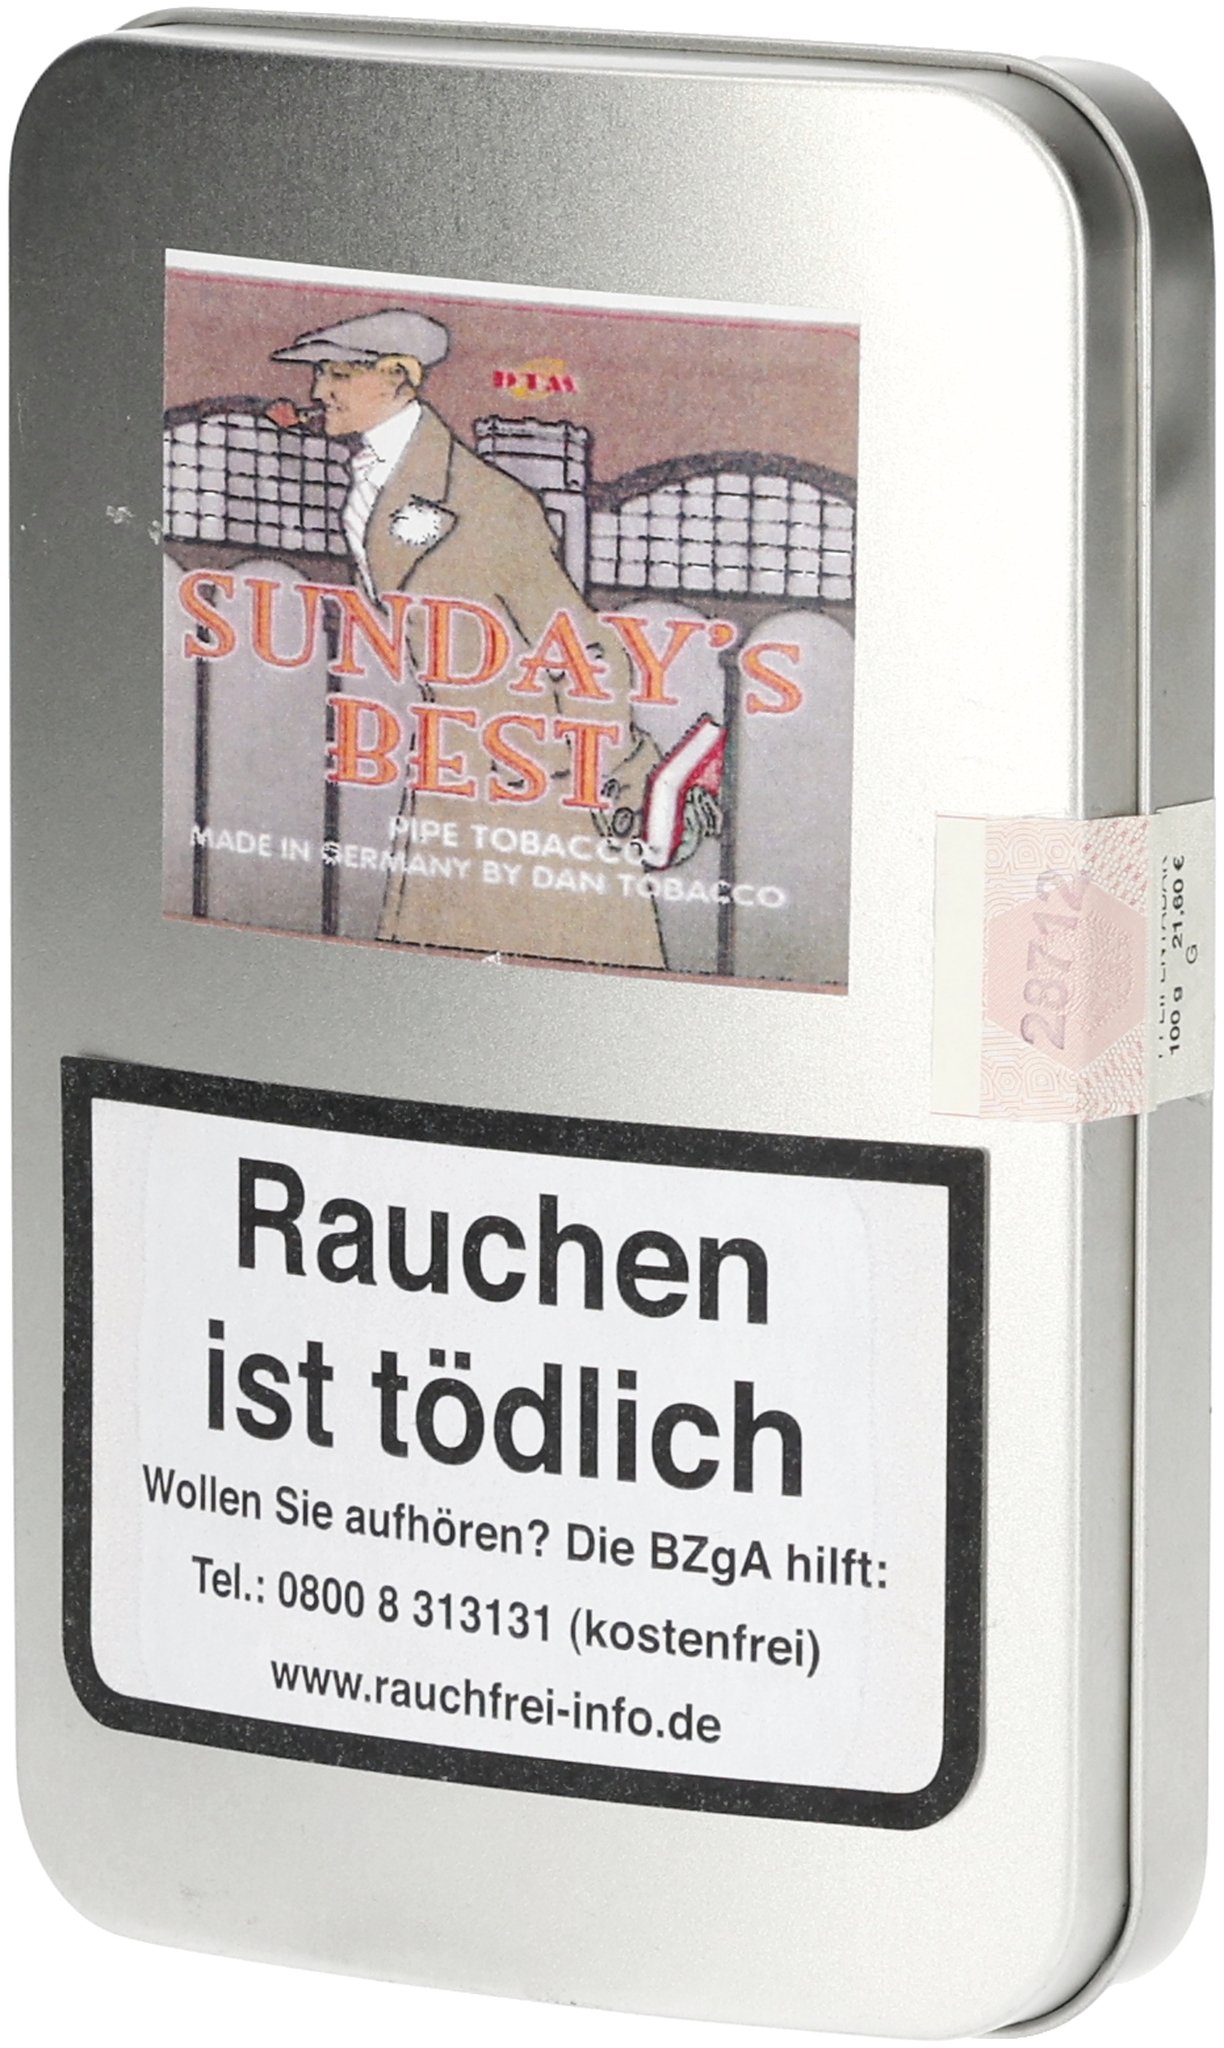 DTM
SUNDAY'S
BEST
PIPE TOBACCO
MADE IN GERMANY BY DAN TOBACCO
28712
100 g 21,60 €
G
Rauchen
ist tödlich
Wollen Sie aufhören? Die BZgA hilft:
Tel.: 0800 8 313131 (kostenfrei)
www.rauchfrei-info.de